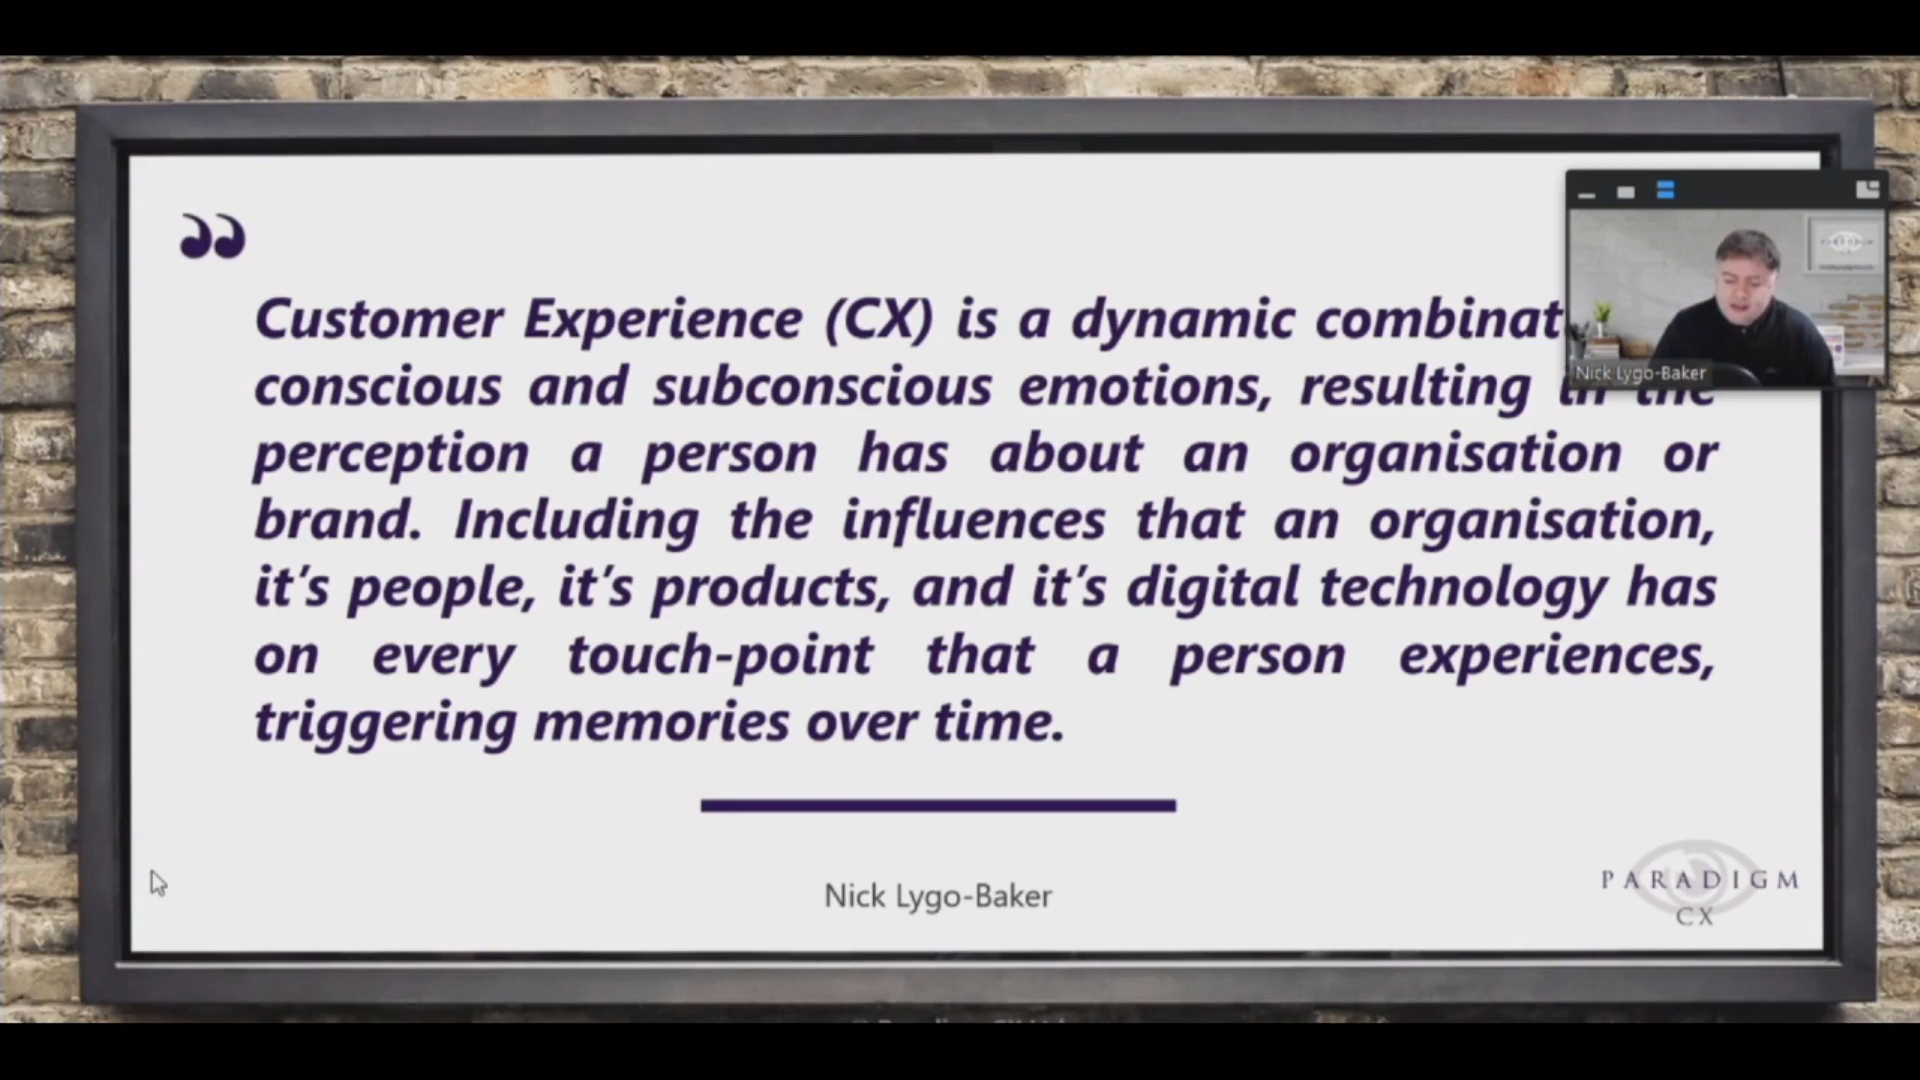 Customer Experience (CX) is a dynamic
conscious and subconscious emotions, resulting in the
perception a person has about an organisation or
brand. Including the influences that an organisation,
it's people, it's products, and it's digital technology has
on every touch-point that a person experiences,
triggering memories over time.
Nick Lygo-Baker
Nick Lygo-Baker
PARADIGM
CX